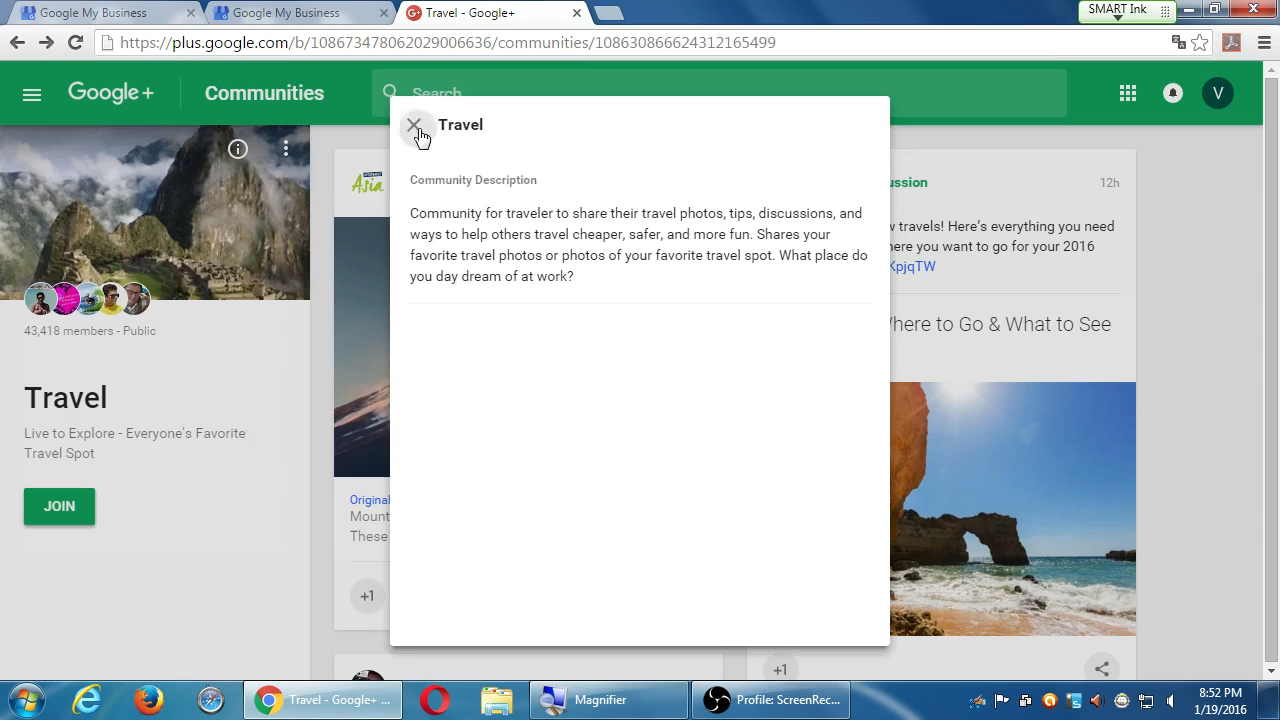 Google My Business
Google My Business
Travel - Google+
SMART Ink
https://plus.google.com/b/108673478062029006636/communities/108630866624312165499
Google+
Communities
Search
V
Travel
Community Description
Community for traveler to share their travel photos, tips, discussions, and
ways to help others travel cheaper, safer, and more fun. Shares your
favorite travel photos or photos of your favorite travel spot. What place do
you day dream of at work?
43,418 members - Public
Travel
Live to Explore - Everyone's Favorite
Travel Spot
JOIN
Asia
Original
Mount
These
+1
ussion
12h
travels! Here's everything you need
here you want to go for your 2016
KpjqTW
Where to Go & What to See
+1
Travel - Google+ ...
Magnifier
Profile: ScreenRec...
8:52 PM
1/19/2016